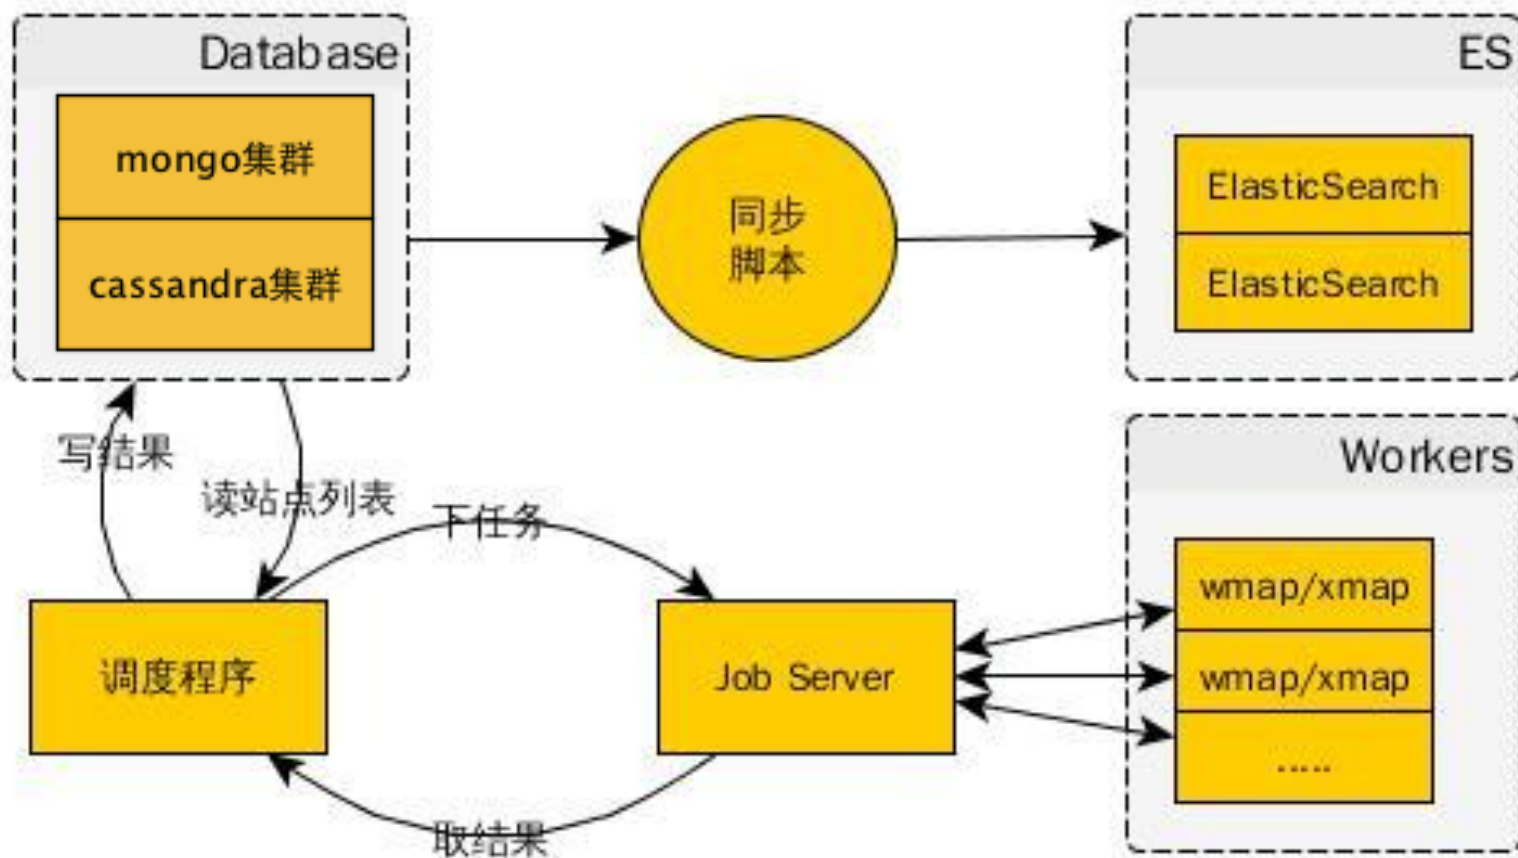 Database
mongo集群
cassandra集群
同步
脚本
ES
ElasticSearch
ElasticSearch
写结果
读站点列表
下任务
调度程序
Job Server
取结果
Workers
wmap/xmap
wmap/xmap
.....